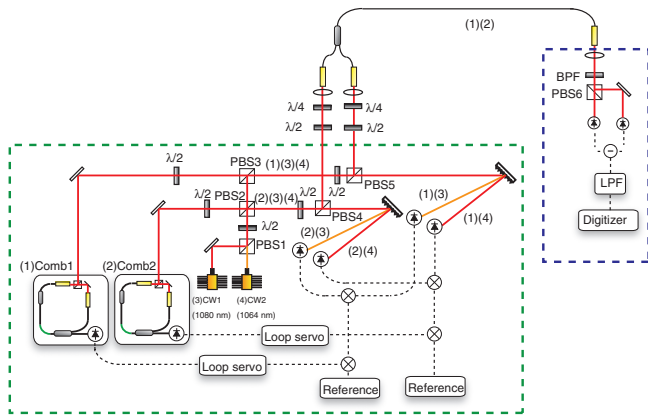 (1)(2)
BPF
PBS6
λ/4
λ/4
λ/2
λ/2
–
LPF
Digitizer
λ/2
PBS3
(1)(3)(4)
λ/2
PBS5
λ/2
PBS2
(2)(3)(4)
λ/2
PBS4
(1)(3)
(1)(4)
λ/2
PBS1
(2)(3)
(2)(4)
(1)Comb1
(2)Comb2
(3)CW1
(4)CW2
(1080 nm)
(1064 nm)
Loop servo
Loop servo
Reference
Reference